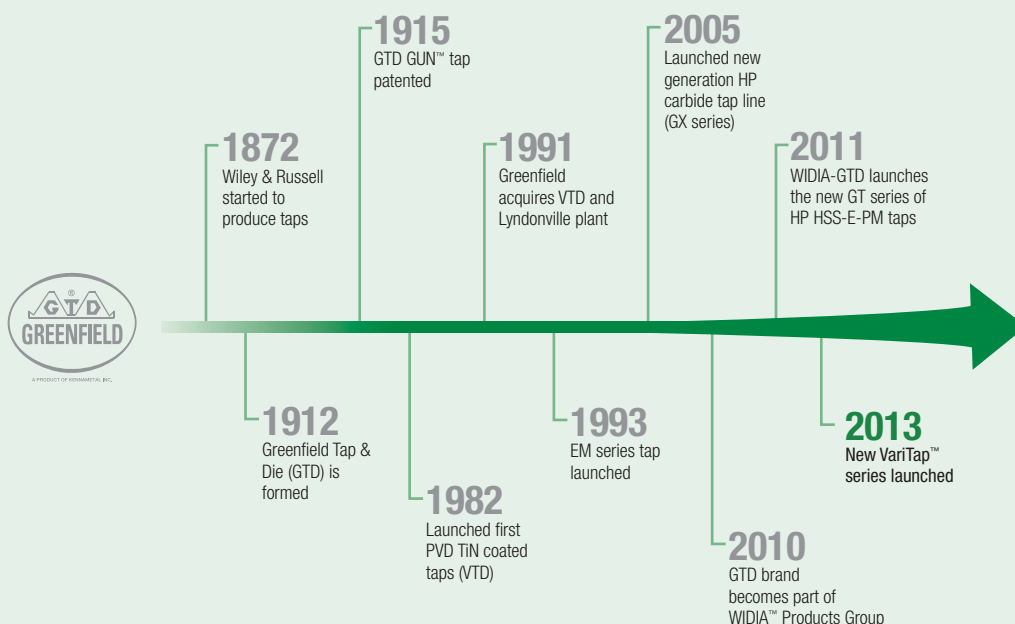 1915
GTD GUN™ tap
patented
2005
Launched new
generation HP
carbide tap line
(GX series)
1872
Wiley & Russell
started to
produce taps
1991
Greenfield
acquires VTD and
Lyndonville plant
2011
WIDIA-GTD launches
the new GT series of
HP HSS-E-PM taps
®
GTD
GREENFIELD
A PRODUCT OF KENNAMETAL INC.
1912
Greenfield Tap &
Die (GTD) is
formed
1982
Launched first
PVD TiN coated
taps (VTD)
1993
EM series tap
launched
2010
GTD brand
becomes part of
WIDIA™ Products Group
2013
New VariTap™
series launched